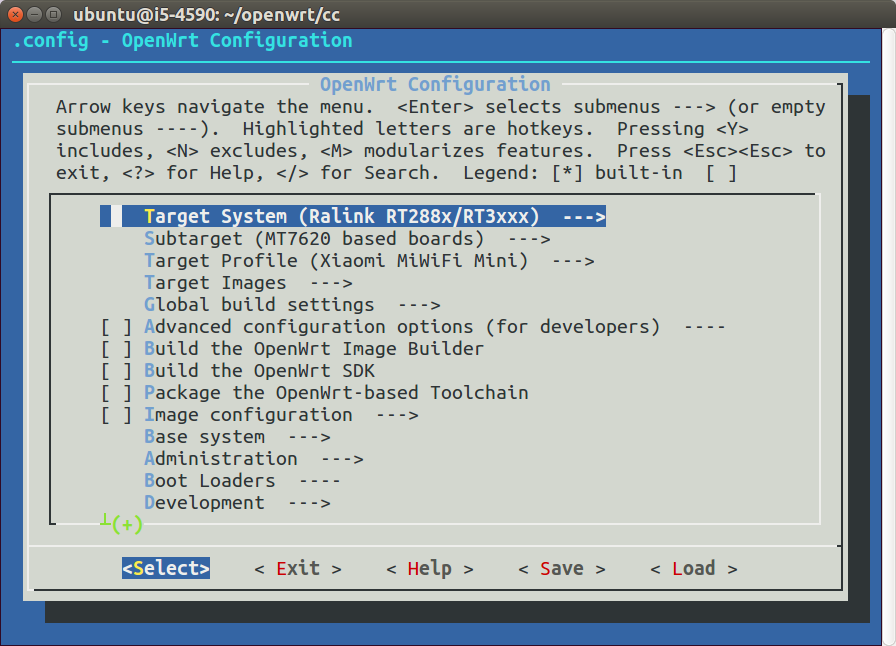 ubuntu@i5-4590: ~/openwrt/cc
.config - OpenWrt Configuration
OpenWrt Configuration
Arrow keys navigate the menu.  <Enter> selects submenus ---> (or empty
submenus ----).  Highlighted letters are hotkeys.  Pressing <Y>
includes, <N> excludes, <M> modularizes features.  Press <Esc><Esc> to
exit, <?> for Help, </> for Search.  Legend: [*] built-in  [ ]
Target System (Ralink RT288x/RT3xxx)  --->
Subtarget (MT7620 based boards)  --->
Target Profile (Xiaomi MiWiFi Mini)  --->
Target Images  --->
Global build settings  --->
[ ] Advanced configuration options (for developers)  ----
[ ] Build the OpenWrt Image Builder
[ ] Build the OpenWrt SDK
[ ] Package the OpenWrt-based Toolchain
[ ] Image configuration  --->
Base system  --->
Administration  --->
Boot Loaders  ----
Development  --->
┴(+)
<Select>    < Exit >    < Help >    < Save >    < Load >